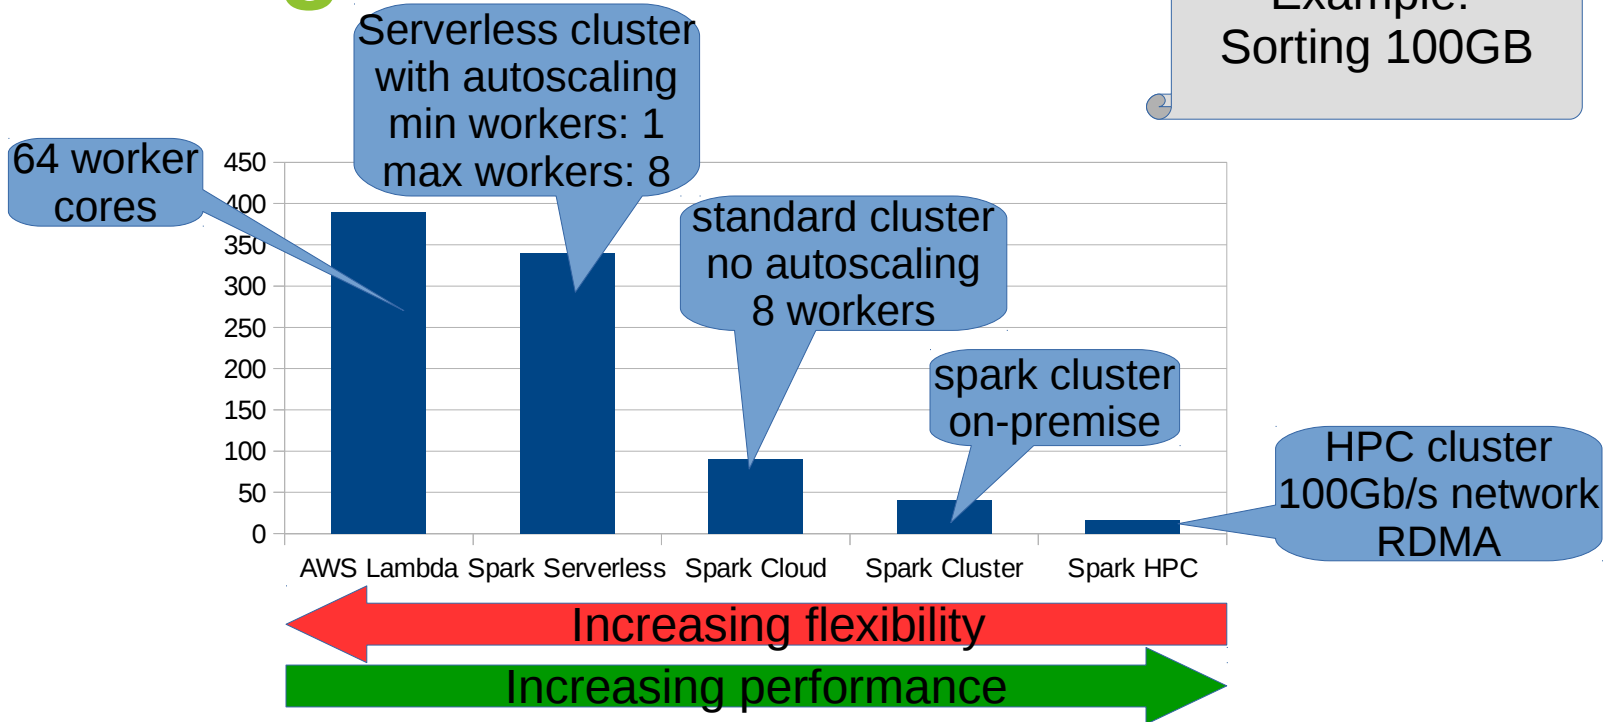 Example:
Sorting 100GB
Serverless cluster
with autoscaling
min workers: 1
max workers: 8
64 worker
cores
standard cluster
no autoscaling
8 workers
spark cluster
on-premise
HPC cluster
100Gb/s network
RDMA
450
400
350
300
250
200
150
100
50
0
AWS Lambda Spark Serverless Spark Cloud Spark Cluster Spark HPC
Increasing flexibility
Increasing performance